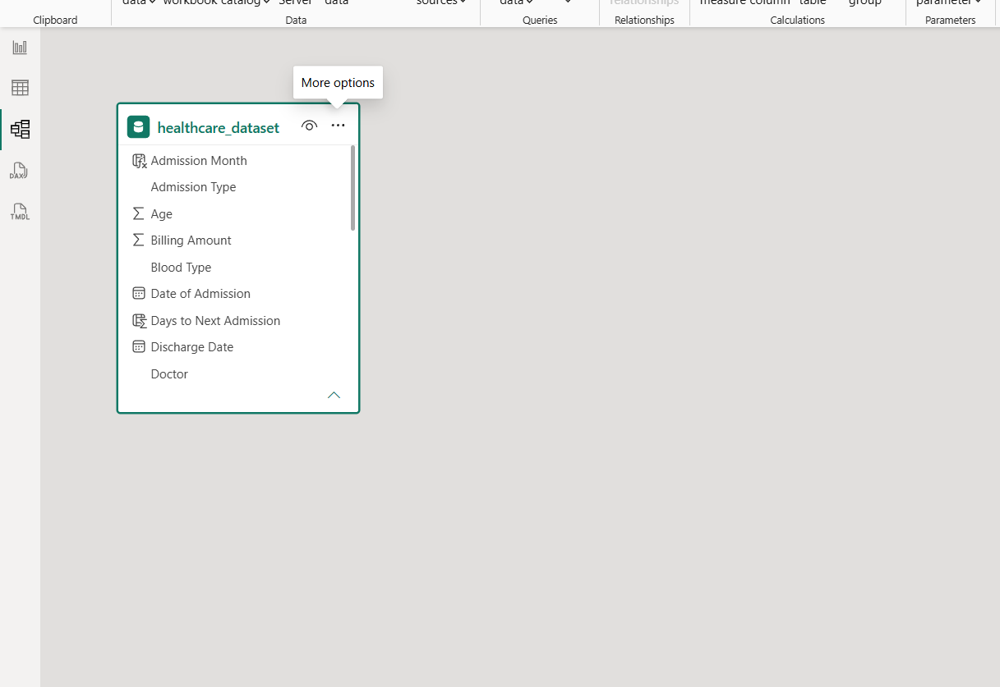 data workbook catalog Server data sources data relationships measure column table group parameter
Clipboard Data Queries Relationships Calculations Parameters
More options
healthcare_dataset
Admission Month
Admission Type
Age
Billing Amount
Blood Type
Date of Admission
Days to Next Admission
Discharge Date
Doctor
DAX
TMDL